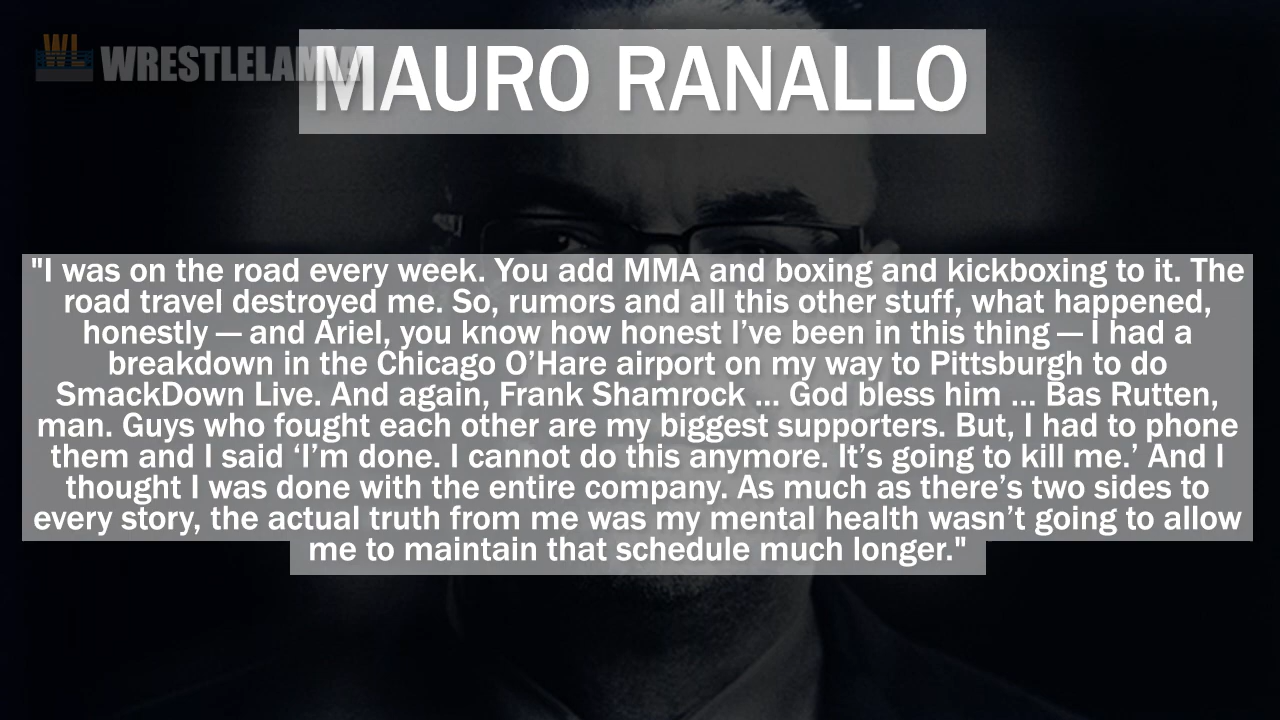 WL WRESTLELAMIA
MAURO RANALLO
"I was on the road every week. You add MMA and boxing and kickboxing to it. The
road travel destroyed me. So, rumors and all this other stuff, what happened,
honestly — and Ariel, you know how honest I’ve been in this thing — I had a
breakdown in the Chicago O’Hare airport on my way to Pittsburgh to do
SmackDown Live. And again, Frank Shamrock ... God bless him ... Bas Rutten,
man. Guys who fought each other are my biggest supporters. But, I had to phone
them and I said ‘I’m done. I cannot do this anymore. It’s going to kill me.’ And I
thought I was done with the entire company. As much as there’s two sides to
every story, the actual truth from me was my mental health wasn’t going to allow
me to maintain that schedule much longer."